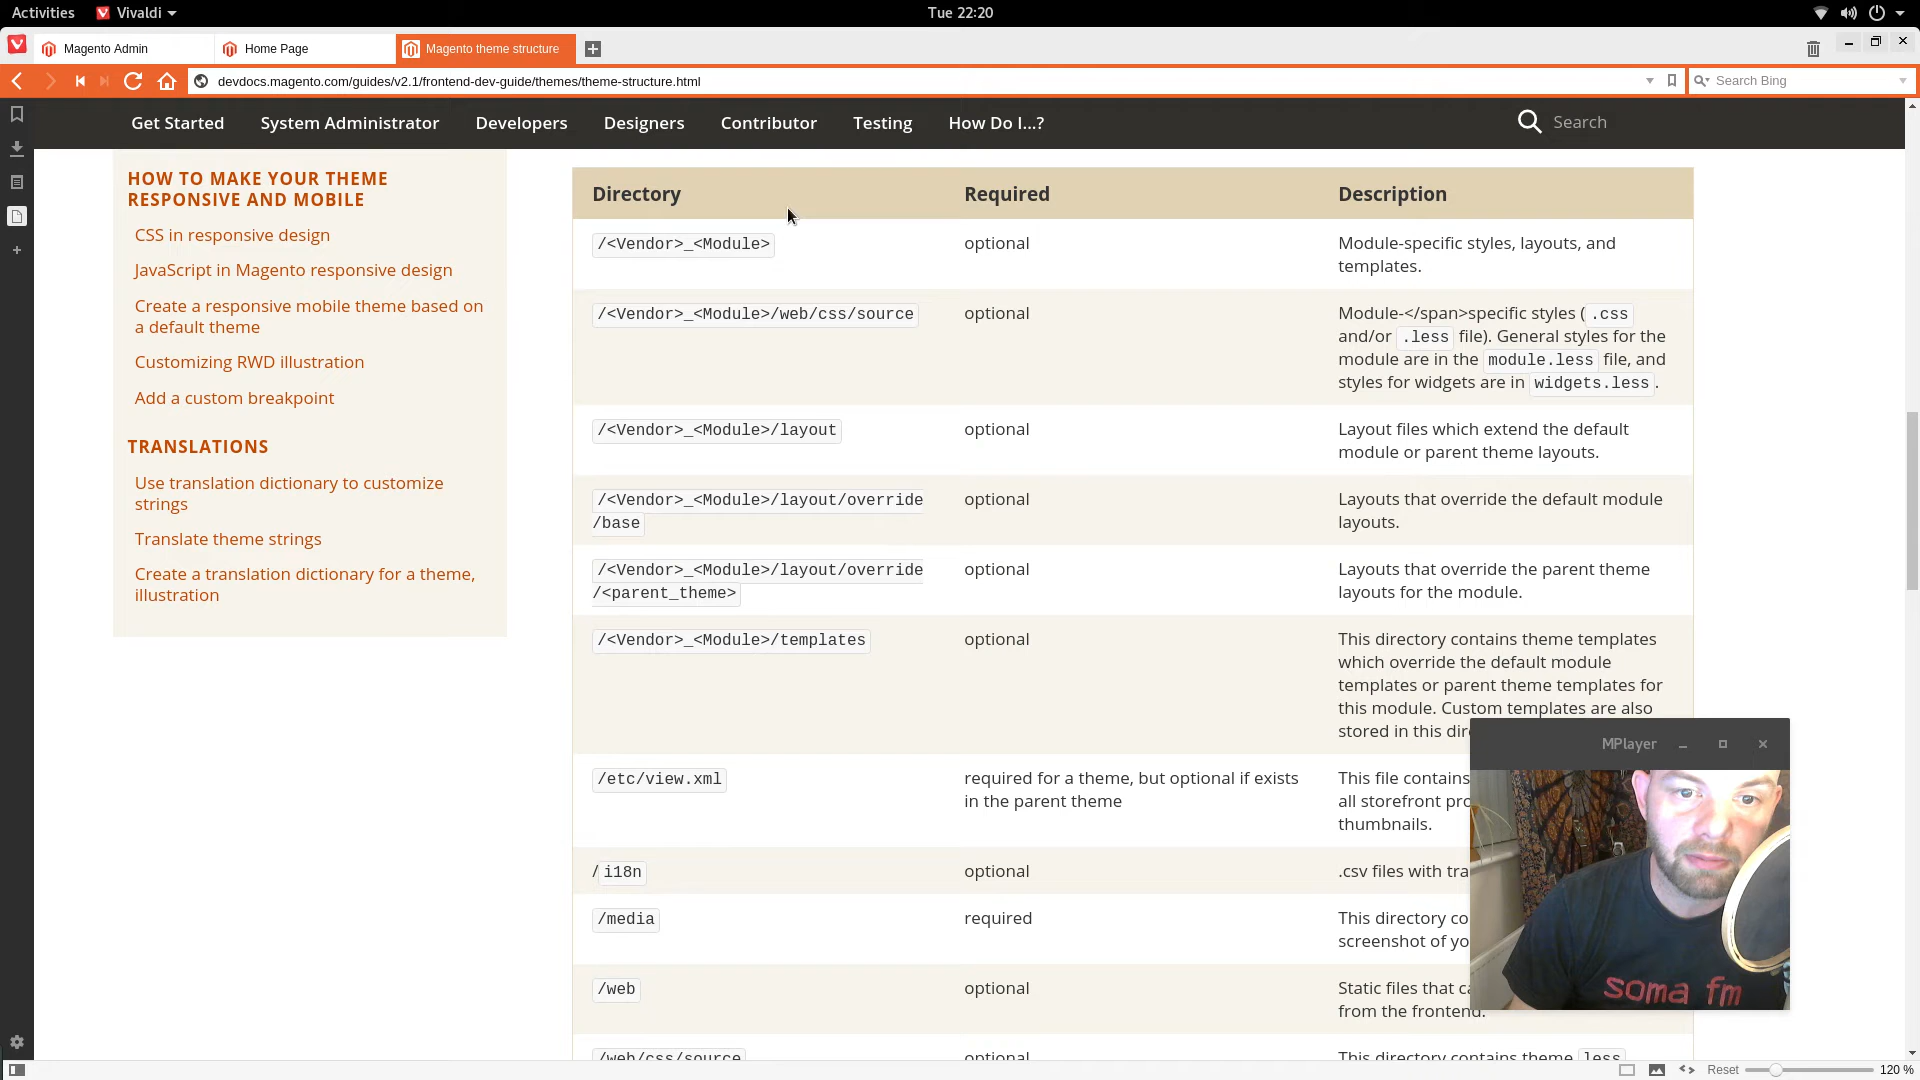 Activities
Vivaldi
Tue 22:20
Magento Admin
Home Page
Magento theme structure
devdocs.magento.com/guides/v2.1/frontend-dev-guide/themes/theme-structure.html
Search Bing
Get Started
System Administrator
Developers
Designers
Contributor
Testing
How Do I...?
Search
HOW TO MAKE YOUR THEME
RESPONSIVE AND MOBILE
CSS in responsive design
JavaScript in Magento responsive design
Create a responsive mobile theme based on
a default theme
Customizing RWD illustration
Add a custom breakpoint
TRANSLATIONS
Use translation dictionary to customize
strings
Translate theme strings
Create a translation dictionary for a theme,
illustration
Directory
Required
Description
/<Vendor>_<Module>
optional
Module-specific styles, layouts, and
templates.
/<Vendor>_<Module>/web/css/source
optional
Module-</span>specific styles ( .css
and/or .less file). General styles for the
module are in the module.less file, and
styles for widgets are in widgets.less.
/<Vendor>_<Module>/layout
optional
Layout files which extend the default
module or parent theme layouts.
/<Vendor>_<Module>/layout/override
/base
optional
Layouts that override the default module
layouts.
/<Vendor>_<Module>/layout/override
/<parent_theme>
optional
Layouts that override the parent theme
layouts for the module.
/<Vendor>_<Module>/templates
optional
This directory contains theme templates
which override the default module
templates or parent theme templates for
this module. Custom templates are also
stored in this dire
/etc/view.xml
required for a theme, but optional if exists
in the parent theme
This file contains
all storefront pro
thumbnails.
/i18n
optional
.csv files with tra
/media
required
This directory co
screenshot of yo
/web
optional
Static files that ca
from the frontend.
/web/css/source
optional
This directory contains theme less
MPlayer
soma fm
Reset
120 %